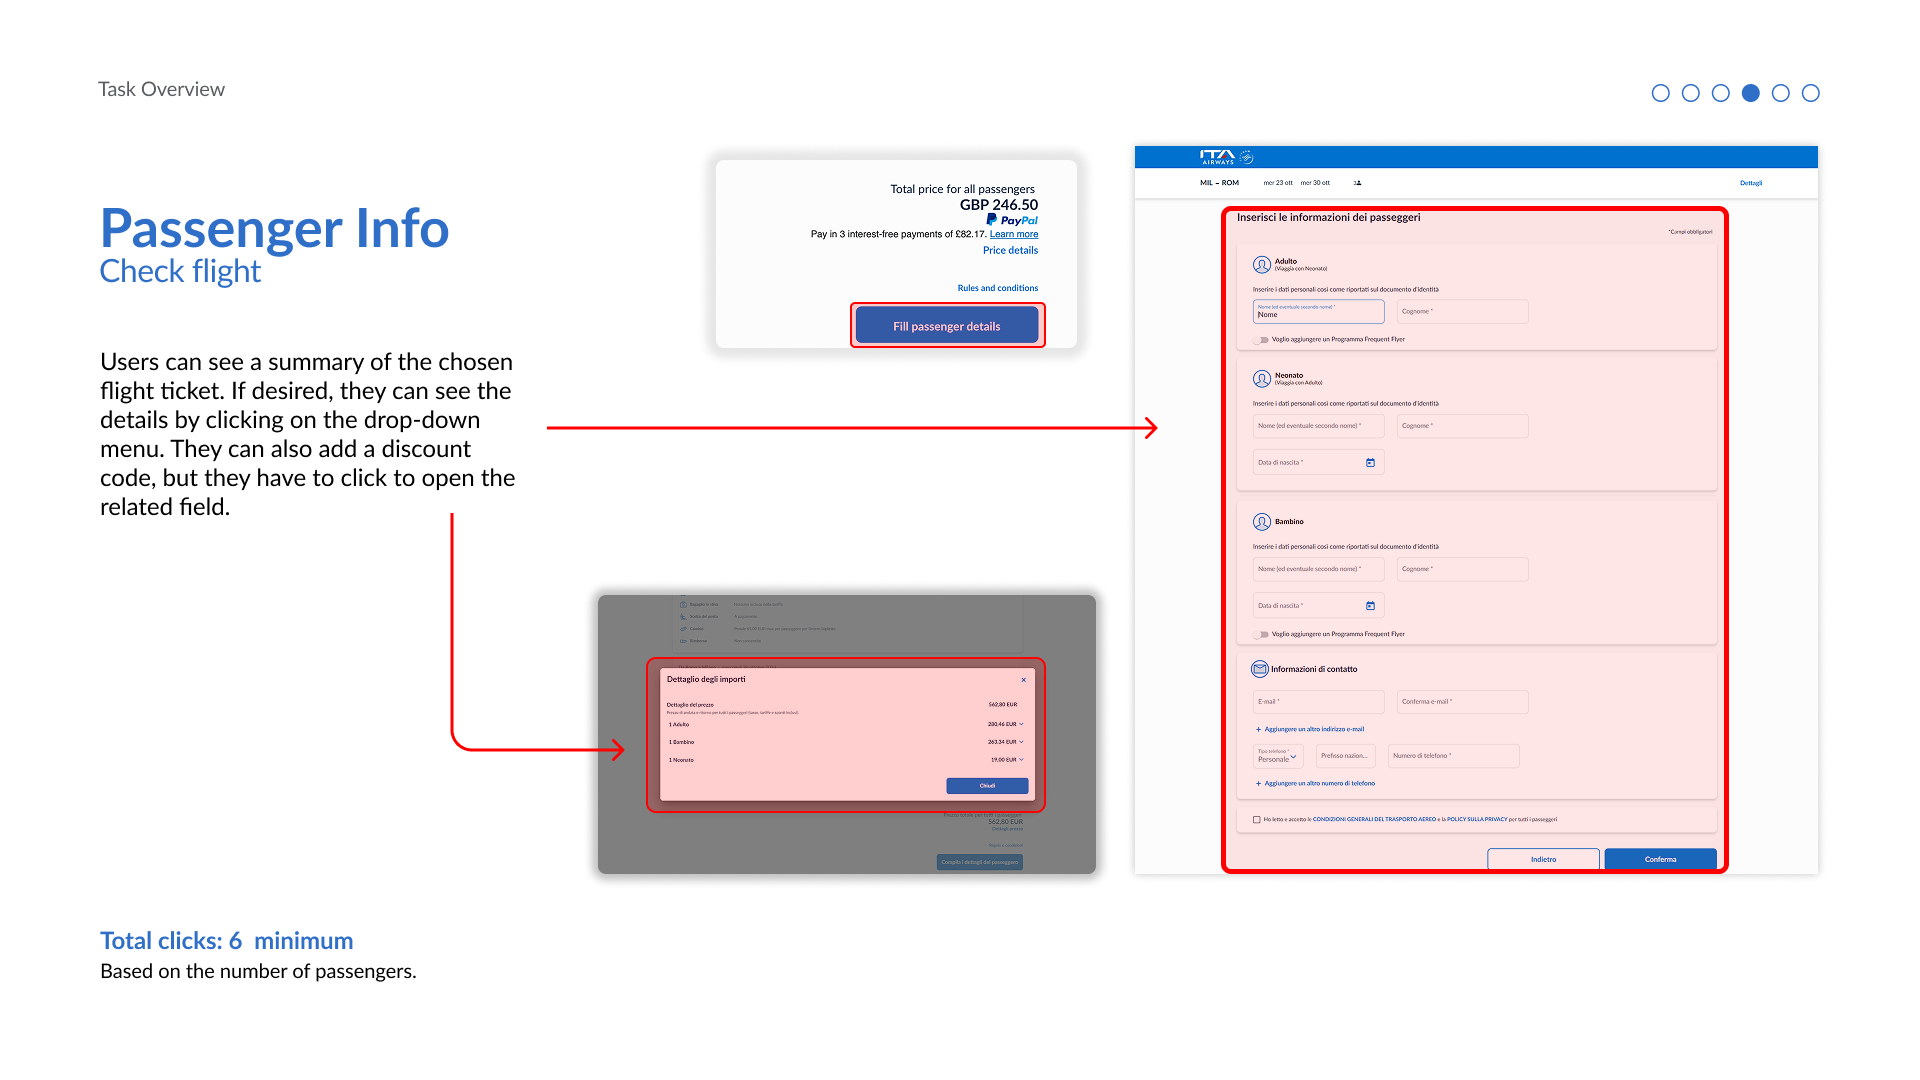 Task Overview
Passenger Info
Check flight
Users can see a summary of the chosen
flight ticket. If desired, they can see the
details by clicking on the drop-down
menu. They can also add a discount
code, but they have to click to open the
related field.
Total clicks: 6  minimum
Based on the number of passengers.
Total price for all passengers
GBP 246.50
PayPal
Pay in 3 interest-free payments of £82.17. Learn more
Price details
Rules and conditions
Fill passenger details
Dettaglio degli importi
Dettaglio del prezzo 562,80 EUR
1 Adulto 280,46 EUR
1 Bambino 263,34 EUR
1 Neonato 19,00 EUR
Chiudi
Prezzo totale per tutti i passeggeri
562,80 EUR
Dettagli prezzo
Compila i dettagli del passeggero
ITA
AIRWAYS
MIL – ROM mer 23 ott mer 30 ott 3
Dettagli
Inserisci le informazioni dei passeggeri
*Campi obbligatori
Adulto
(Viaggia con Neonato)
Inserire i dati personali così come riportati sul documento d'identità
Nome (ed eventuale secondo nome) *
Nome
Cognome *
Voglio aggiungere un Programma Frequent Flyer
Neonato
(Viaggia con Adulto)
Inserire i dati personali così come riportati sul documento d'identità
Nome (ed eventuale secondo nome) *
Cognome *
Data di nascita *
Bambino
Inserire i dati personali così come riportati sul documento d'identità
Nome (ed eventuale secondo nome) *
Cognome *
Data di nascita *
Voglio aggiungere un Programma Frequent Flyer
Informazioni di contatto
E-mail *
Conferma e-mail *
+ Aggiungere un altro indirizzo e-mail
Tipo telefono *
Personale
Prefisso nazion...
Numero di telefono *
+ Aggiungere un altro numero di telefono
Ho letto e accetto le CONDIZIONI GENERALI DEL TRASPORTO AEREO e la POLICY SULLA PRIVACY per tutti i passeggeri
Indietro
Conferma